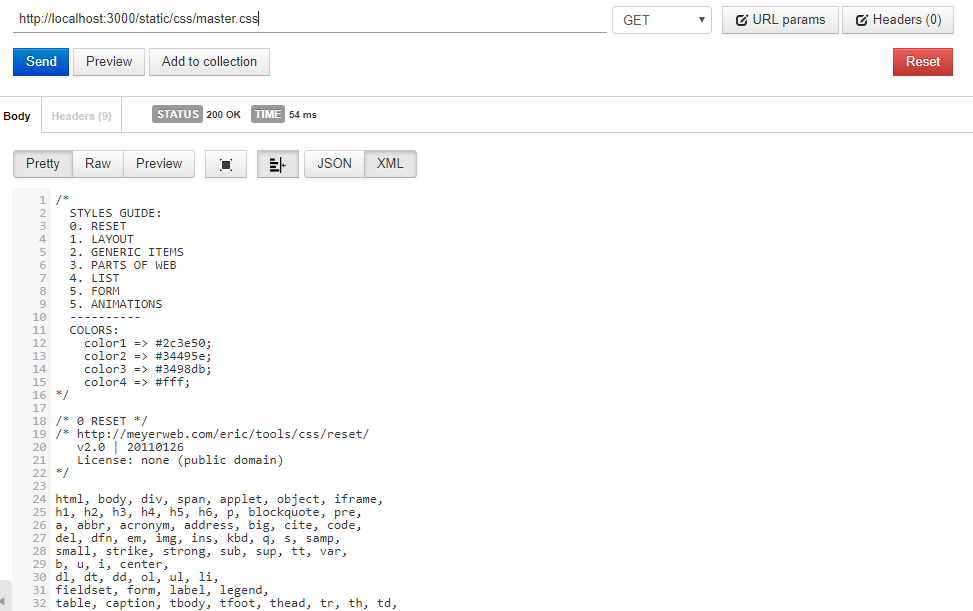 http://localhost:3000/static/css/master.css GET URL params Headers (0)
Send Preview Add to collection Reset
Body Headers (9) STATUS 200 OK TIME 54 ms
Pretty Raw Preview JSON XML
1 /*
2 STYLES GUIDE:
3 0. RESET
4 1. LAYOUT
5 2. GENERIC ITEMS
6 3. PARTS OF WEB
7 4. LIST
8 5. FORM
9 5. ANIMATIONS
10 ----------
11 COLORS:
12 color1 => #2c3e50;
13 color2 => #34495e;
14 color3 => #3498db;
15 color4 => #fff;
16 */
17
18 /* 0 RESET */
19 /* http://meyerweb.com/eric/tools/css/reset/
20 v2.0 | 20110126
21 License: none (public domain)
22 */
23
24 html, body, div, span, applet, object, iframe,
25 h1, h2, h3, h4, h5, h6, p, blockquote, pre,
26 a, abbr, acronym, address, big, cite, code,
27 del, dfn, em, img, ins, kbd, q, s, samp,
28 small, strike, strong, sub, sup, tt, var,
29 b, u, i, center,
30 dl, dt, dd, ol, ul, li,
31 fieldset, form, label, legend,
32 table, caption, tbody, tfoot, thead, tr, th, td,